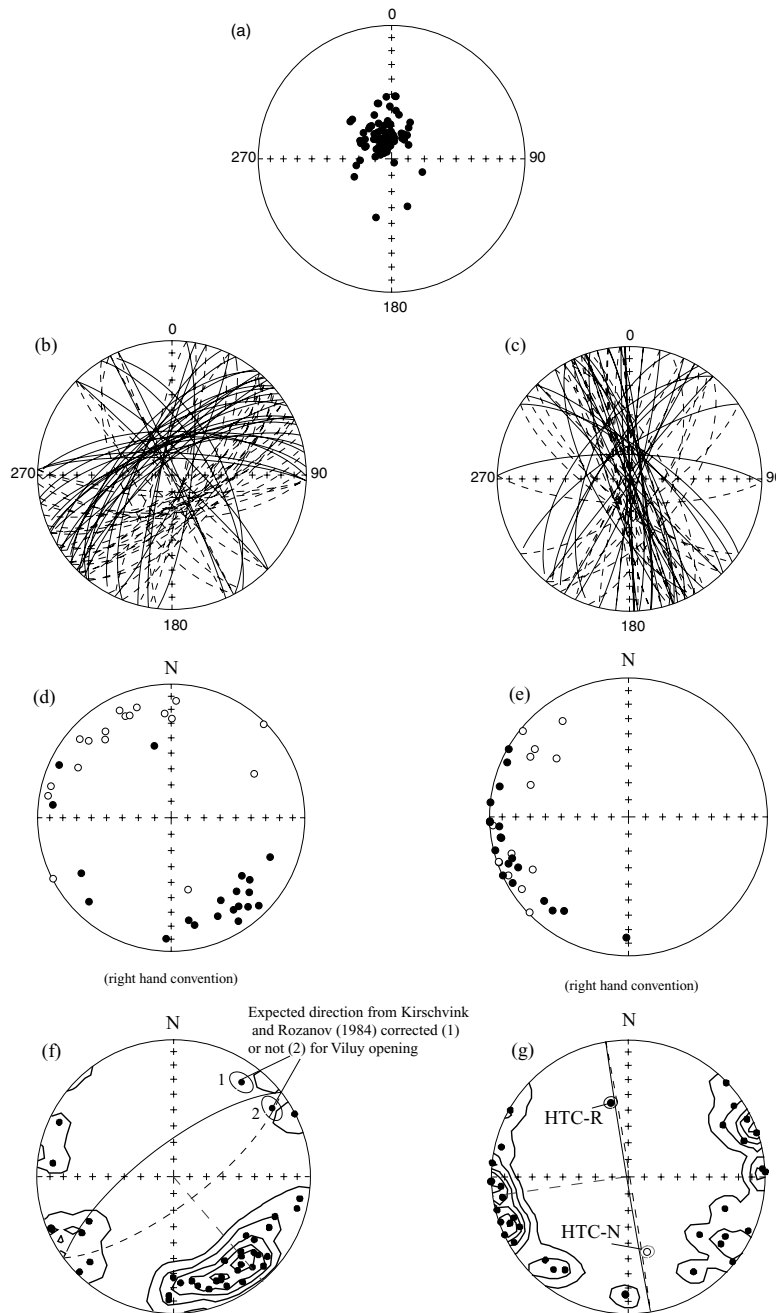 (a)
0
270
90
180
(b)
0
270
90
180
(c)
0
270
90
180
(d)
N
(right hand convention)
(e)
N
(right hand convention)
Expected direction from Kirschvink
and Rozanov (1984) corrected (1)
or not (2) for Viluy opening
(f)
N
1
2
(g)
N
HTC-R
HTC-N